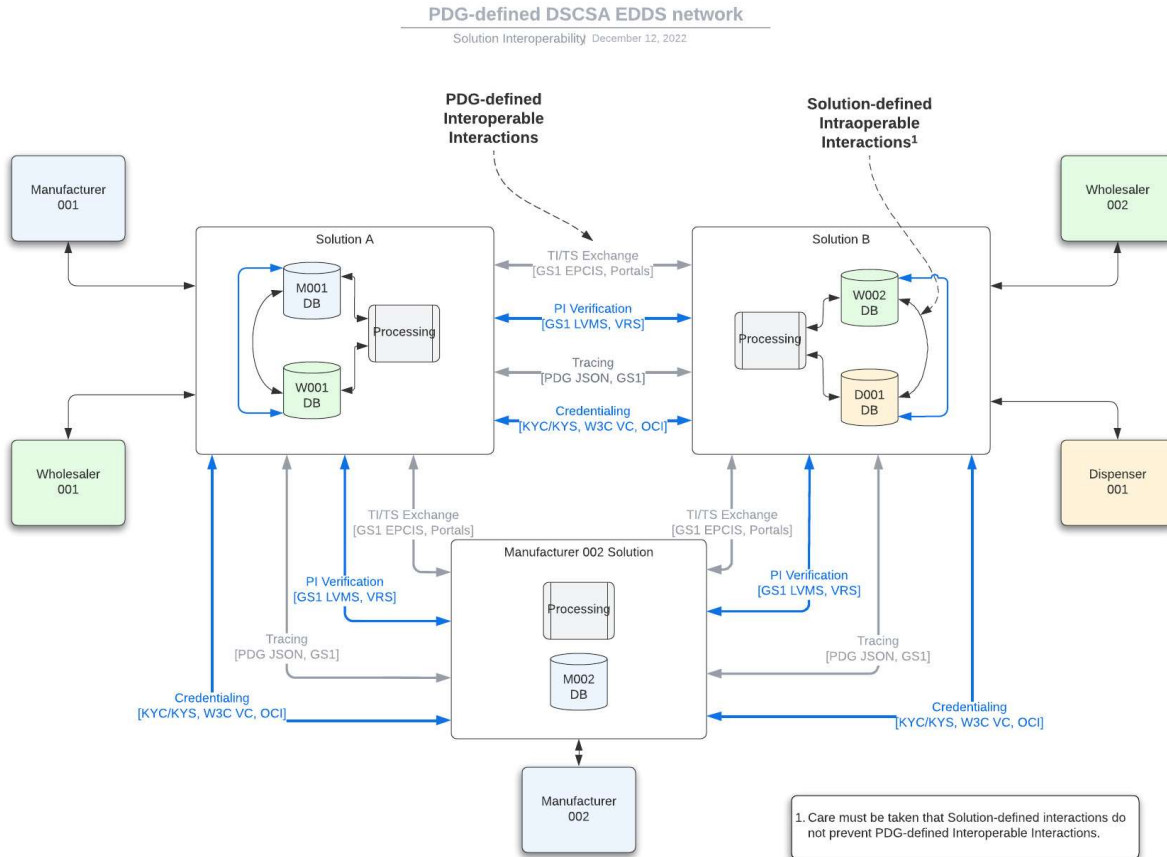 PDG-defined DSCSA EDDS network
Solution Interoperability December 12, 2022
PDG-defined
Interoperable
Interactions
Solution-defined
Intraoperable
Interactions¹
Manufacturer
001
Wholesaler
002
Solution A
M001
DB
Processing
W001
DB
TI/TS Exchange
[GS1 EPCIS, Portals]
PI Verification
[GS1 LVMS, VRS]
Tracing
[PDG JSON, GS1]
Credentialing
[KYC/KYS, W3C VC, OCI]
Solution B
W002
DB
Processing
D001
DB
Wholesaler
001
Dispenser
001
TI/TS Exchange
[GS1 EPCIS, Portals]
PI Verification
[GS1 LVMS, VRS]
Tracing
[PDG JSON, GS1]
Credentialing
[KYC/KYS, W3C VC, OCI]
Manufacturer 002 Solution
Processing
M002
DB
TI/TS Exchange
[GS1 EPCIS, Portals]
PI Verification
[GS1 LVMS, VRS]
Tracing
[PDG JSON, GS1]
Credentialing
[KYC/KYS, W3C VC, OCI]
Manufacturer
002
1. Care must be taken that Solution-defined interactions do
not prevent PDG-defined Interoperable Interactions.